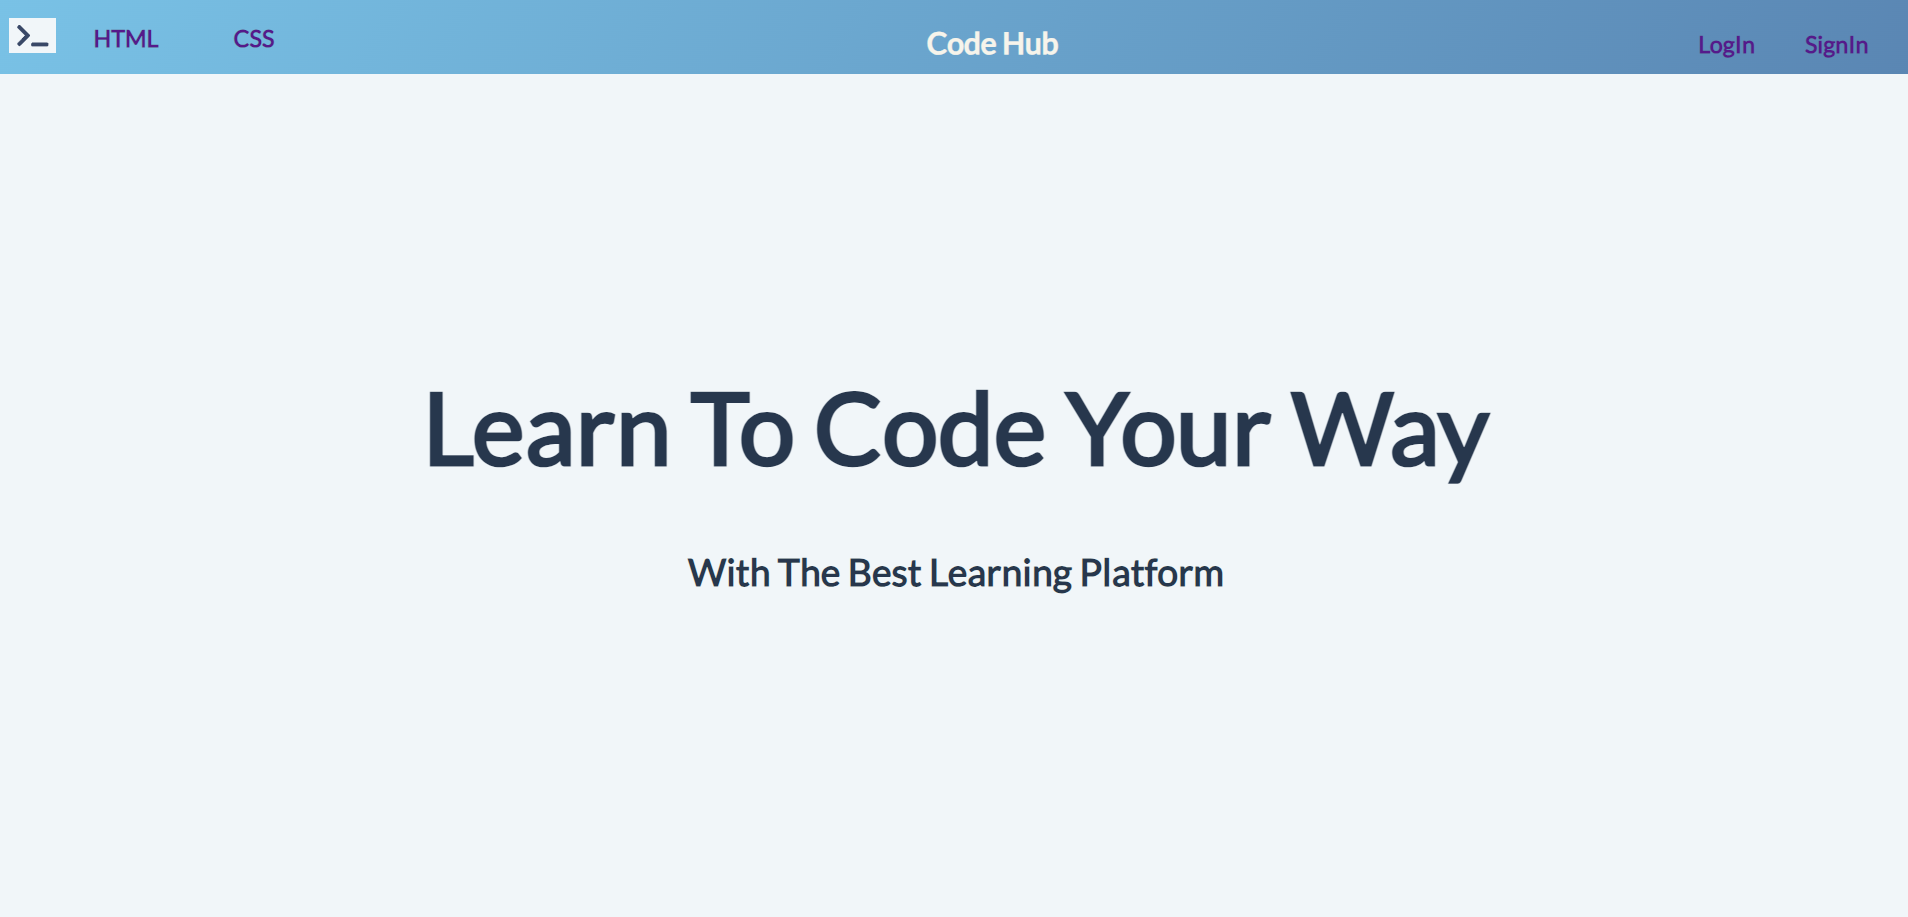 >_ HTML CSS Code Hub LogIn SignIn
Learn To Code Your Way
With The Best Learning Platform